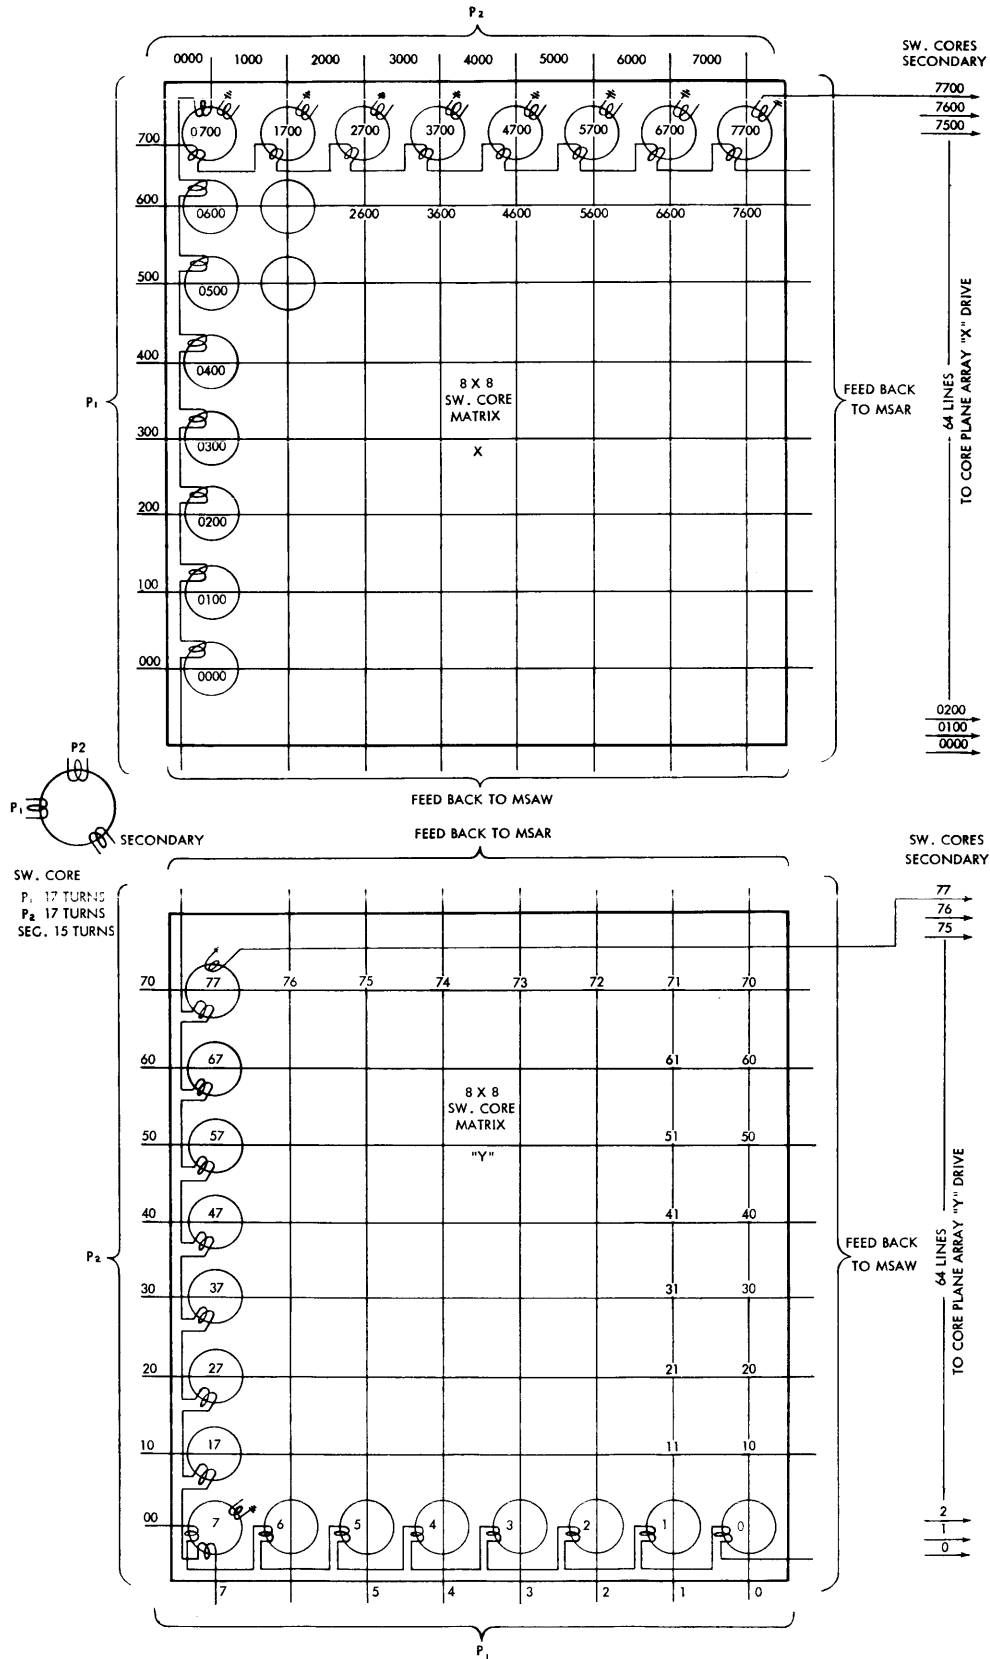 P₂
0000 1000 2000 3000 4000 5000 6000 7000
SW. CORES
SECONDARY
7700
7600
7500
700 0700 1700 2700 3700 4700 5700 6700 7700
600 0600 2600 3600 4600 5600 6600 7600
500 0500
400 0400
8 X 8
SW. CORE
MATRIX
X
P₁
FEED BACK
TO MSAR
64 LINES
TO CORE PLANE ARRAY "X" DRIVE
300 0300
200 0200
100 0100
000 0000
0200
0100
0000
FEED BACK TO MSAW
P2
P₁
SECONDARY
SW. CORE
P₁ 17 TURNS
P₂ 17 TURNS
SEC. 15 TURNS
FEED BACK TO MSAR
SW. CORES
SECONDARY
77
76
75
70 77 76 75 74 73 72 71 70
60 67 61 60
8 X 8
SW. CORE
MATRIX
"Y"
50 57 51 50
40 47 41 40
P₂
FEED BACK
TO MSAW
64 LINES
TO CORE PLANE ARRAY "Y" DRIVE
30 37 31 30
20 27 21 20
10 17 11 10
00 7 6 5 4 3 2 1 0
2
1
0
7 5 4 3 2 1 0
P₁